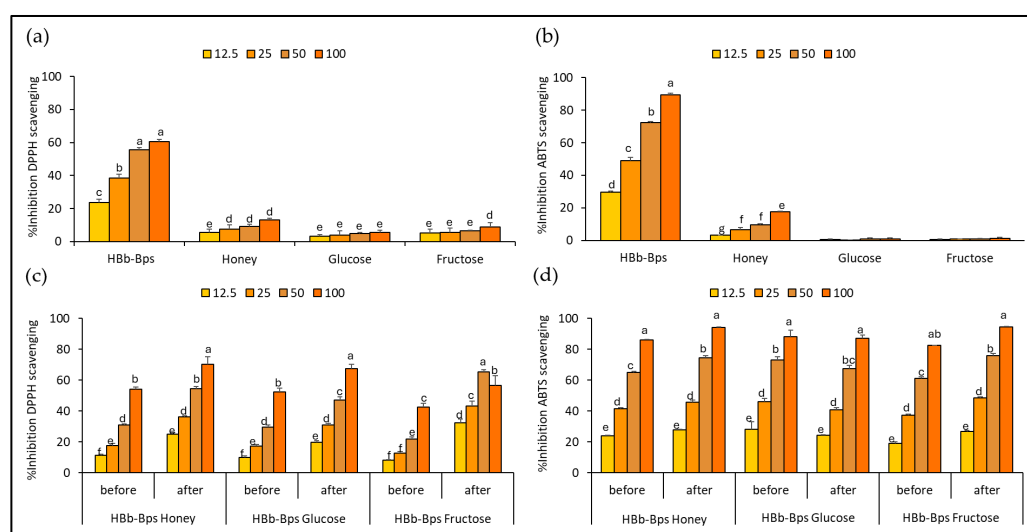 (a)
12.5 25 50 100
%Inhibition DPPH scavenging
100
80
60
40
20
0
c b a a
e d d d
e e e e
e e e d
HBb-Bps Honey Glucose Fructose
(b)
12.5 25 50 100
%Inhibition ABTS scavenging
100
80
60
40
20
0
d c b a
g f f e
HBb-Bps Honey Glucose Fructose
(c)
12.5 25 50 100
%Inhibition DPPH scavenging
100
80
60
40
20
0
f e d b
e d b a
f e d b
e d c a
f f e c
d c a b
before after before after before after
HBb-Bps Honey HBb-Bps Glucose HBb-Bps Fructose
(d)
12.5 25 50 100
%Inhibition ABTS scavenging
100
80
60
40
20
0
e d c a
e d b a
e d b a
e d bc a
e d c ab
e d b a
before after before after before after
HBb-Bps Honey HBb-Bps Glucose HBb-Bps Fructose